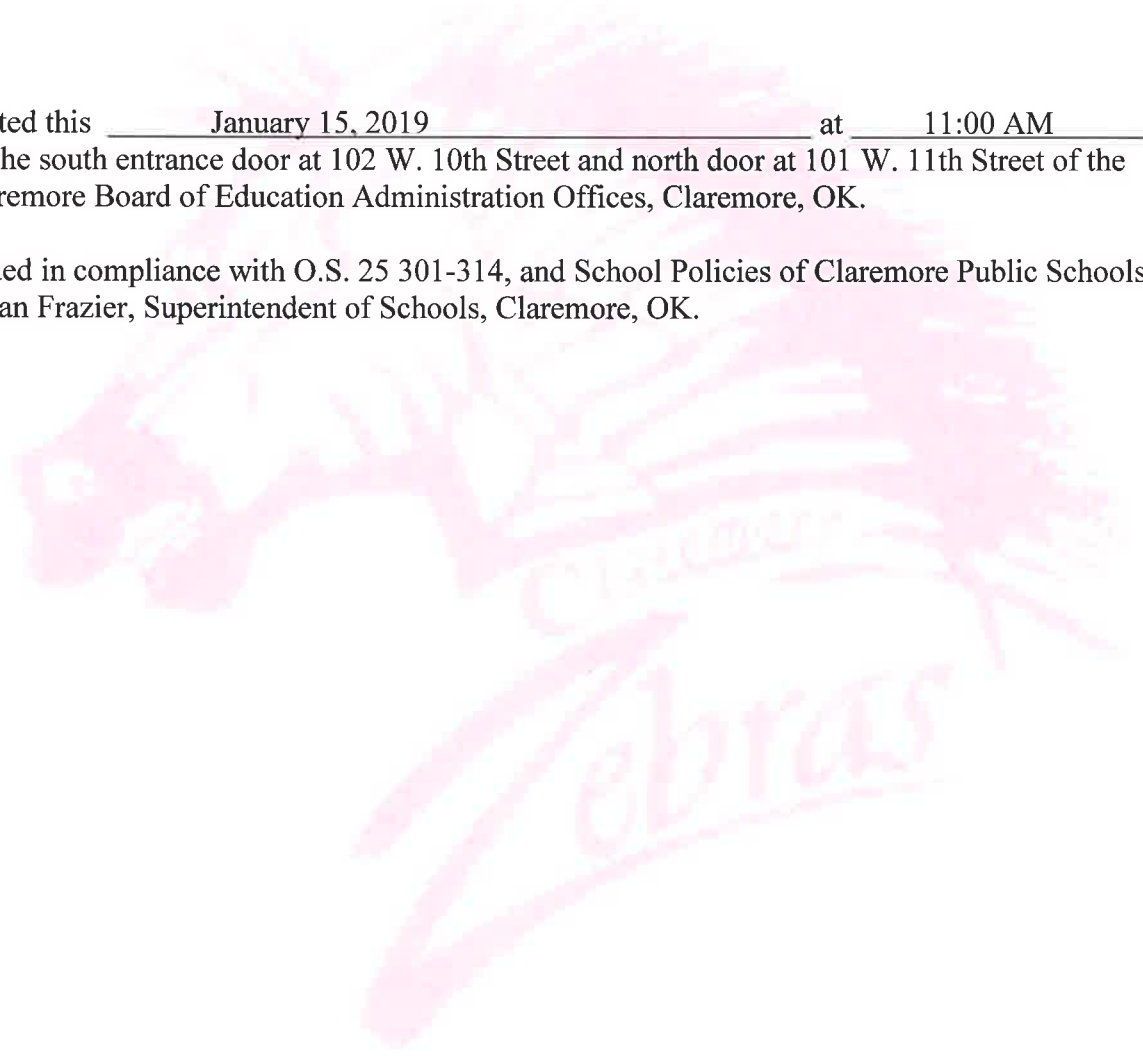 ted this January 15, 2019 at 11:00 AM
he south entrance door at 102 W. 10th Street and north door at 101 W. 11th Street of the
remore Board of Education Administration Offices, Claremore, OK.
ed in compliance with O.S. 25 301-314, and School Policies of Claremore Public Schools
an Frazier, Superintendent of Schools, Claremore, OK.
Claremore
Zebras